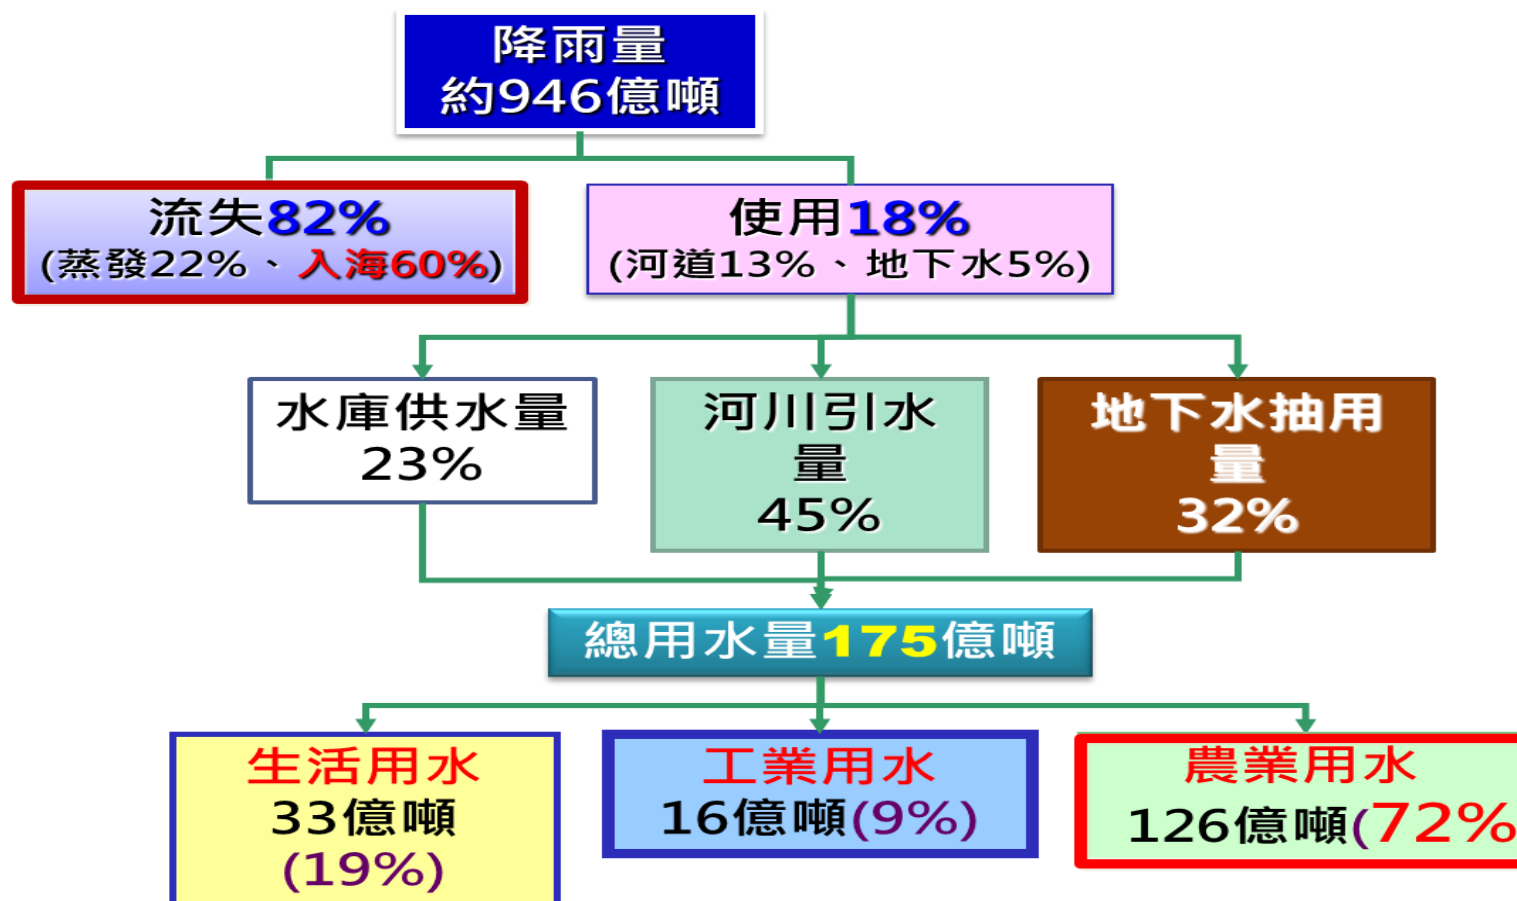 降雨量
約946億噸
流失82%
(蒸發22%、入海60%)
使用18%
(河道13%、地下水5%)
水庫供水量
23%
河川引水
量
45%
地下水抽用
量
32%
總用水量175億噸
生活用水
33億噸
(19%)
工業用水
16億噸(9%)
農業用水
126億噸(72%